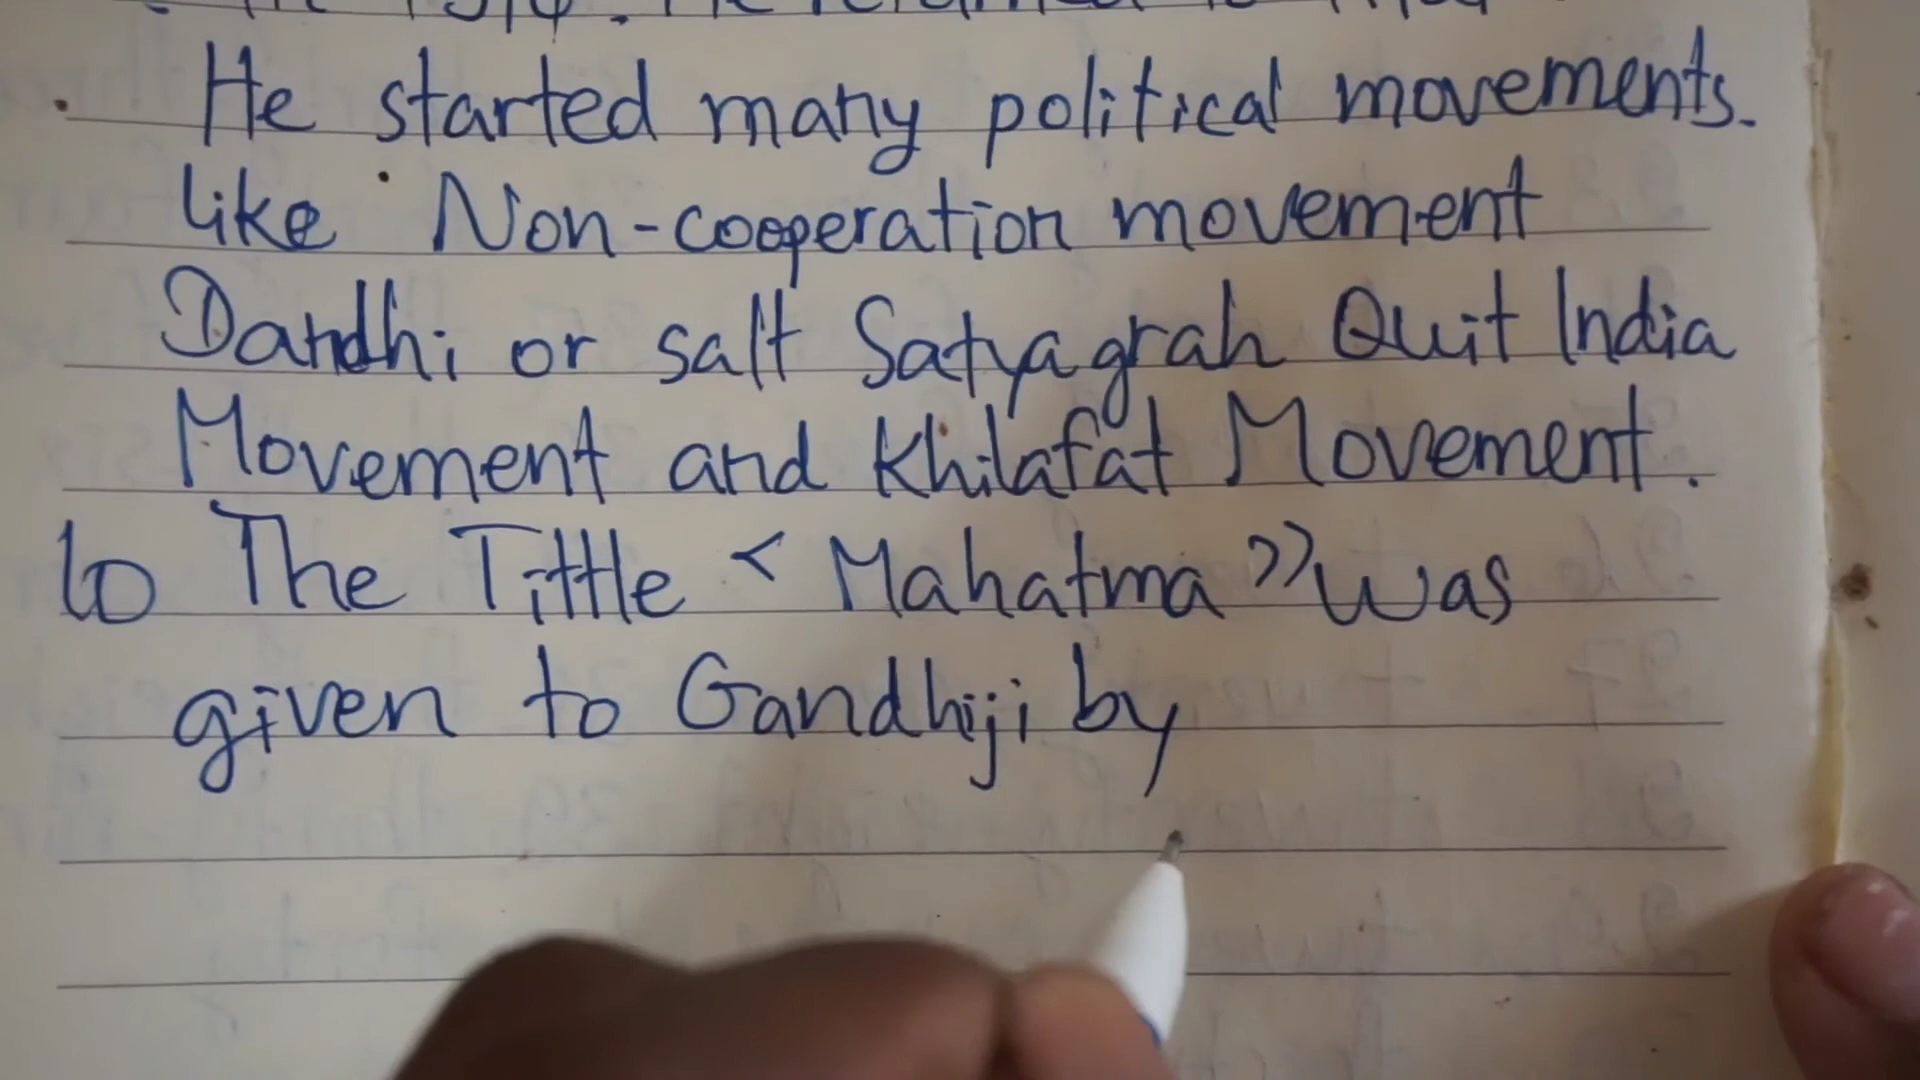 He started many political movements.
like Non-cooperation movement
Dandhi or salt Satyagrah Quit India
Movement and Khilafat Movement.
10 The Tittle < Mahatma >> was
given to Gandhiji by